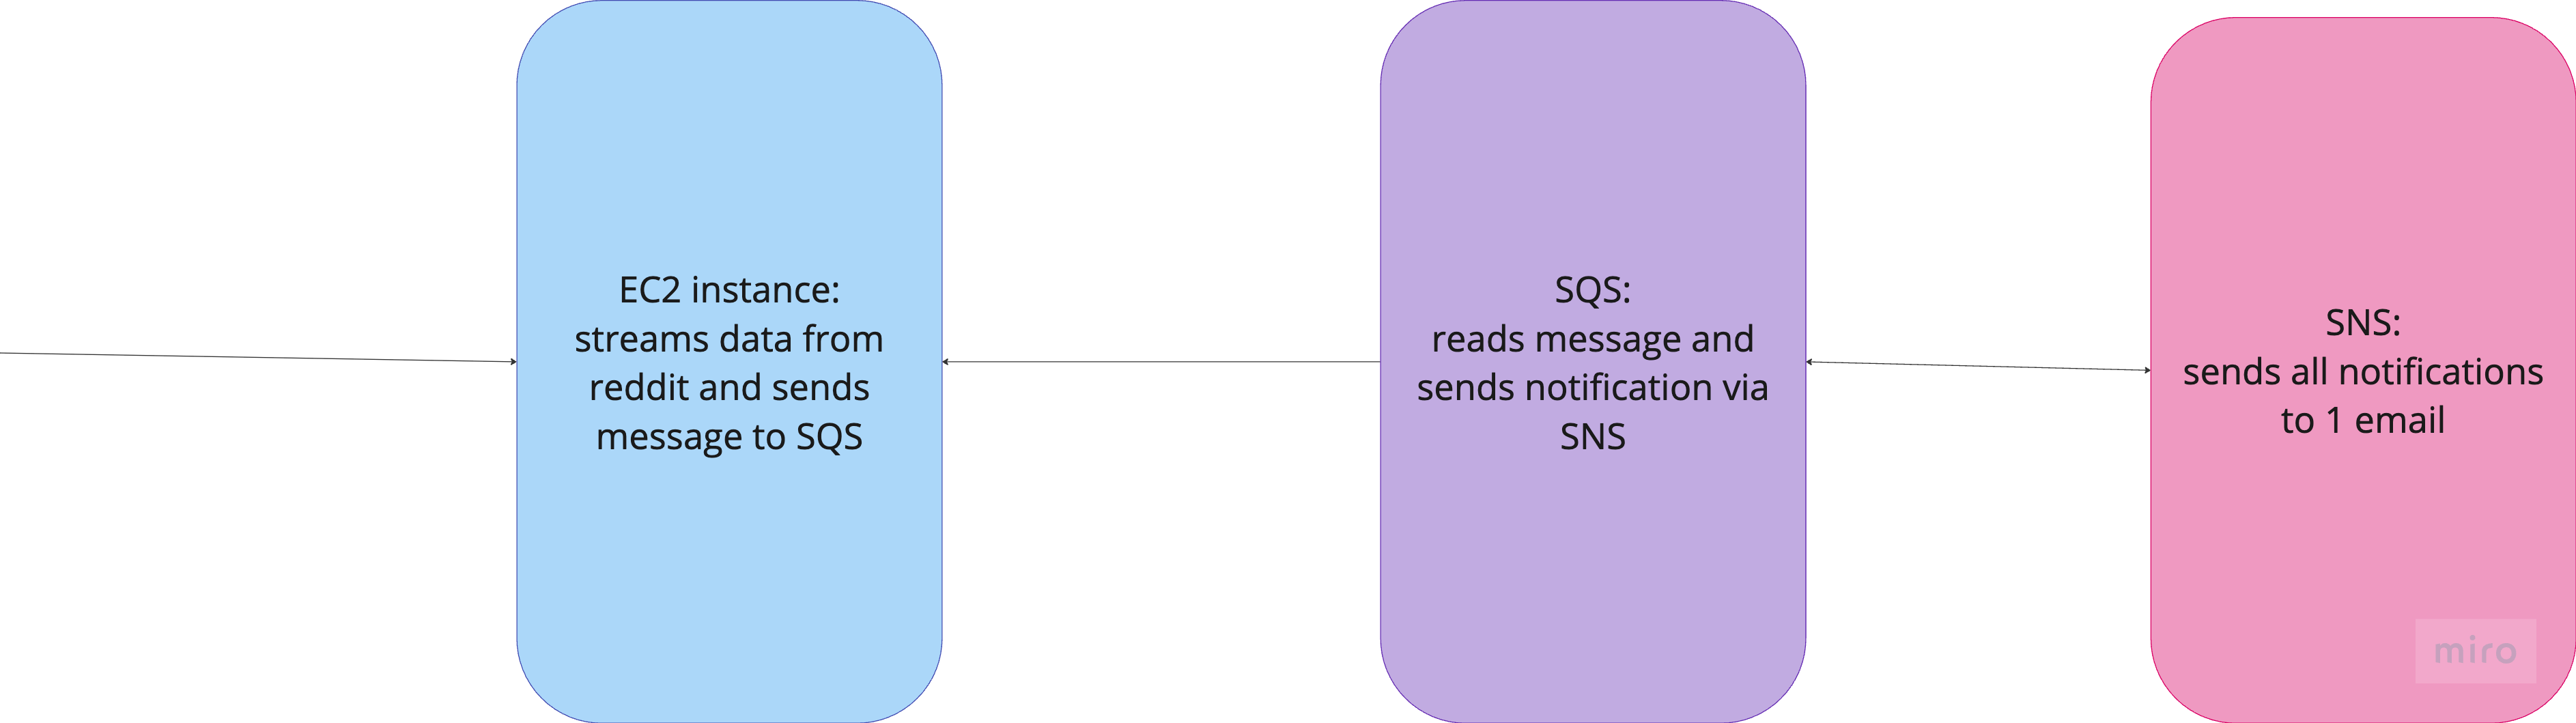 EC2 instance:
streams data from
reddit and sends
message to SQS
SQS:
reads message and
sends notification via
SNS
SNS:
sends all notifications
to 1 email
miro